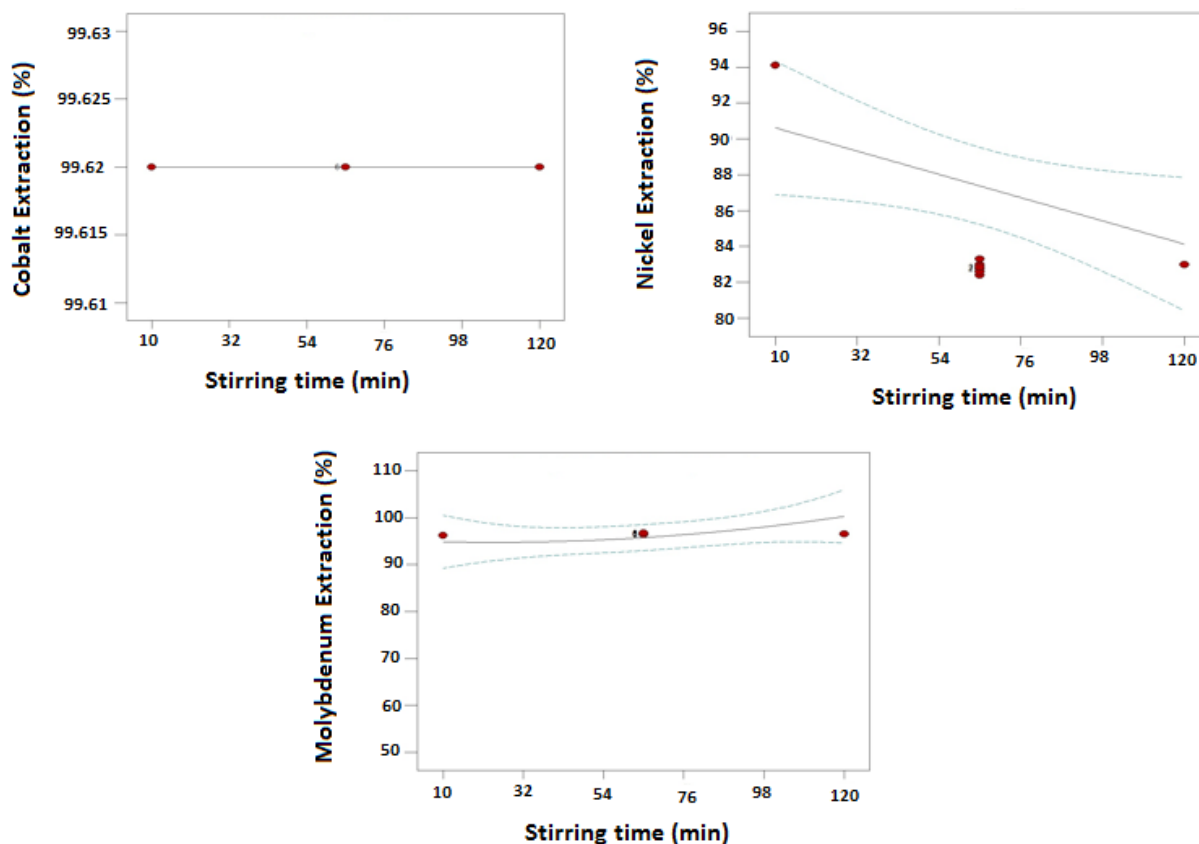 Cobalt Extraction (%)
99.63
99.625
99.62
99.615
99.61
10 32 54 76 98 120
Stirring time (min)
Nickel Extraction (%)
96
94
92
90
88
86
84
82
80
2
10 32 54 76 98 120
Stirring time (min)
Molybdenum Extraction (%)
110
100
90
80
70
60
50
10 32 54 76 98 120
Stirring time (min)